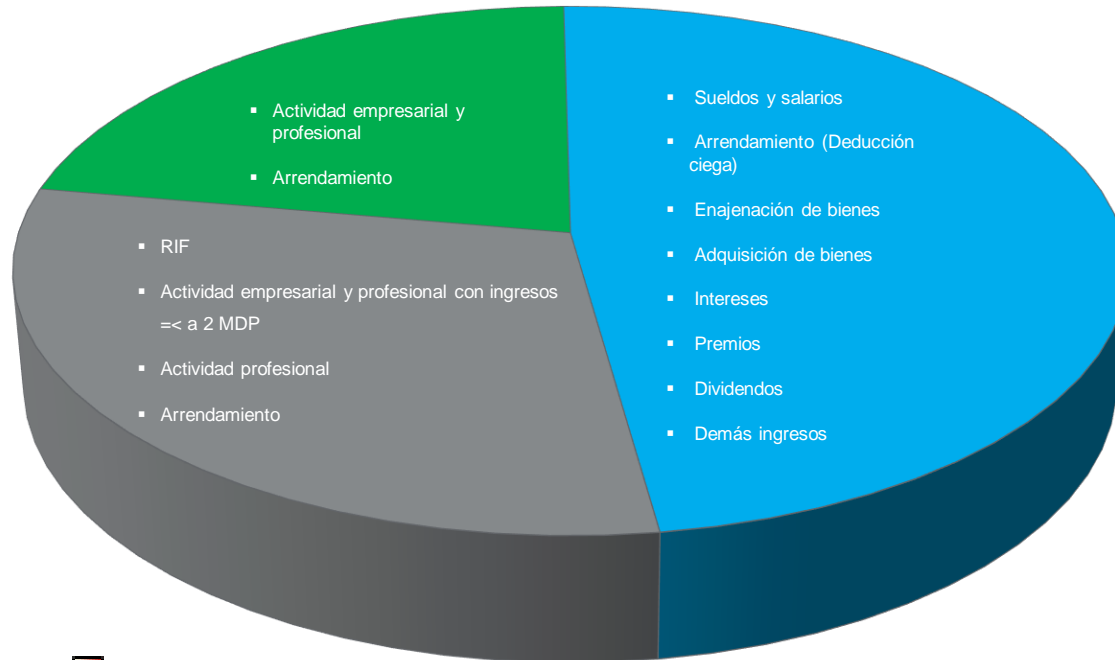 ▪ Actividad empresarial y
profesional
▪ Arrendamiento
▪ Sueldos y salarios
▪ Arrendamiento (Deducción
ciega)
▪ Enajenación de bienes
▪ Adquisición de bienes
▪ Intereses
▪ Premios
▪ Dividendos
▪ Demás ingresos
▪ RIF
▪ Actividad empresarial y profesional con ingresos
=< a 2 MDP
▪ Actividad profesional
▪ Arrendamiento